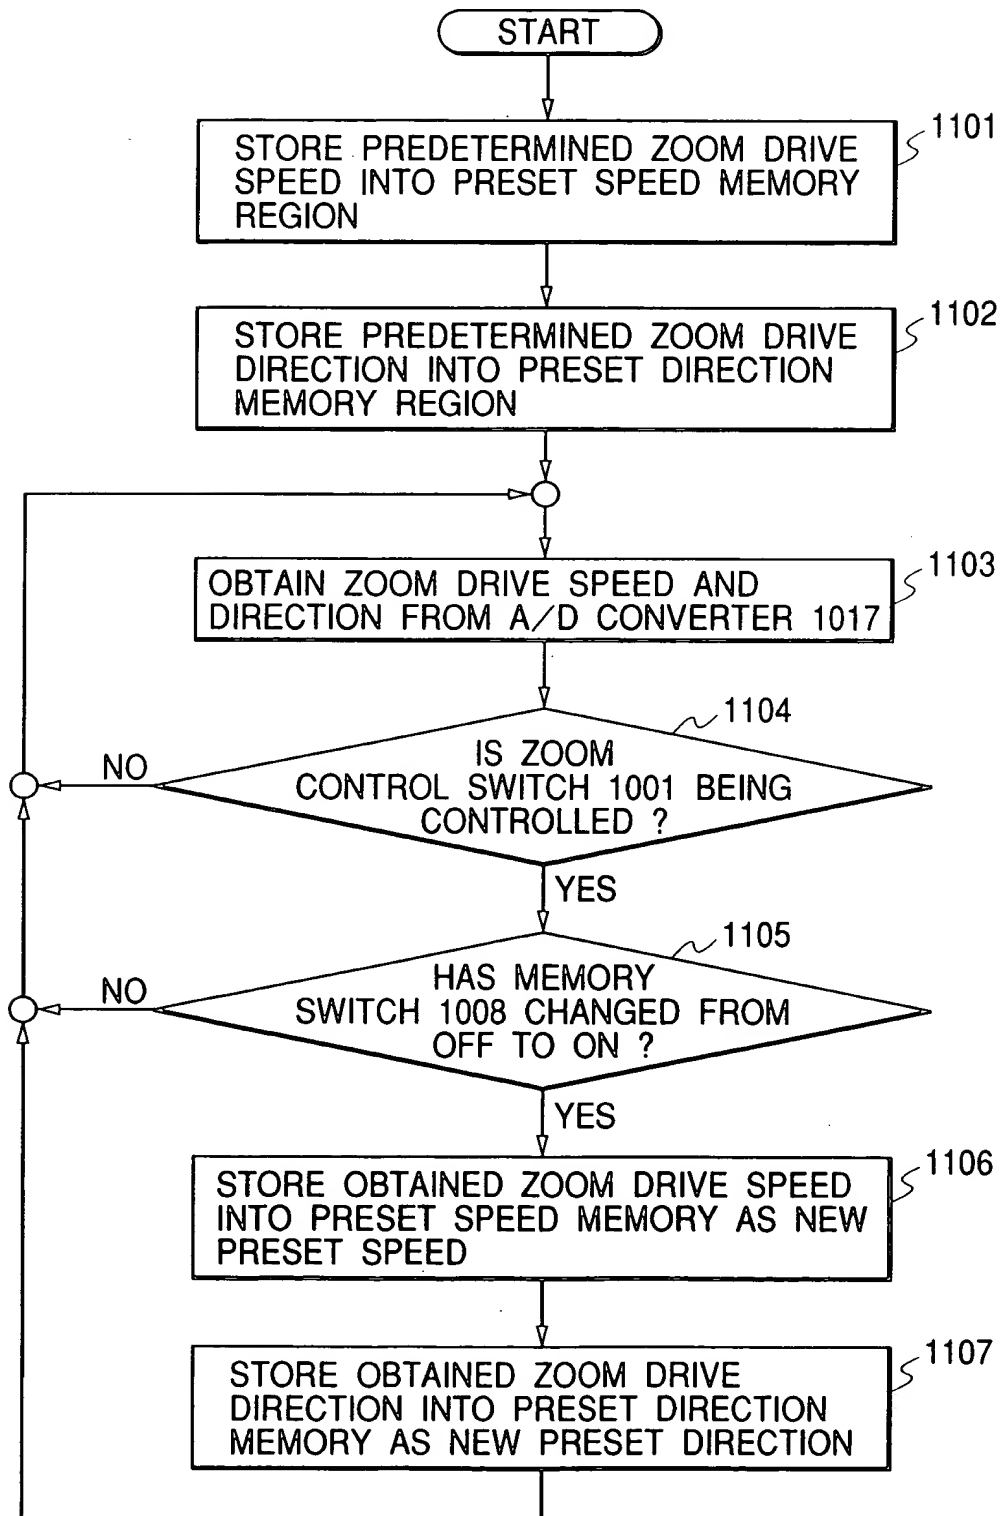 START
1101
STORE PREDETERMINED ZOOM DRIVE
SPEED INTO PRESET SPEED MEMORY
REGION
1102
STORE PREDETERMINED ZOOM DRIVE
DIRECTION INTO PRESET DIRECTION
MEMORY REGION
1103
OBTAIN ZOOM DRIVE SPEED AND
DIRECTION FROM A/D CONVERTER 1017
1104
IS ZOOM
CONTROL SWITCH 1001 BEING
CONTROLLED ?
NO
YES
1105
HAS MEMORY
SWITCH 1008 CHANGED FROM
OFF TO ON ?
NO
YES
1106
STORE OBTAINED ZOOM DRIVE SPEED
INTO PRESET SPEED MEMORY AS NEW
PRESET SPEED
1107
STORE OBTAINED ZOOM DRIVE
DIRECTION INTO PRESET DIRECTION
MEMORY AS NEW PRESET DIRECTION